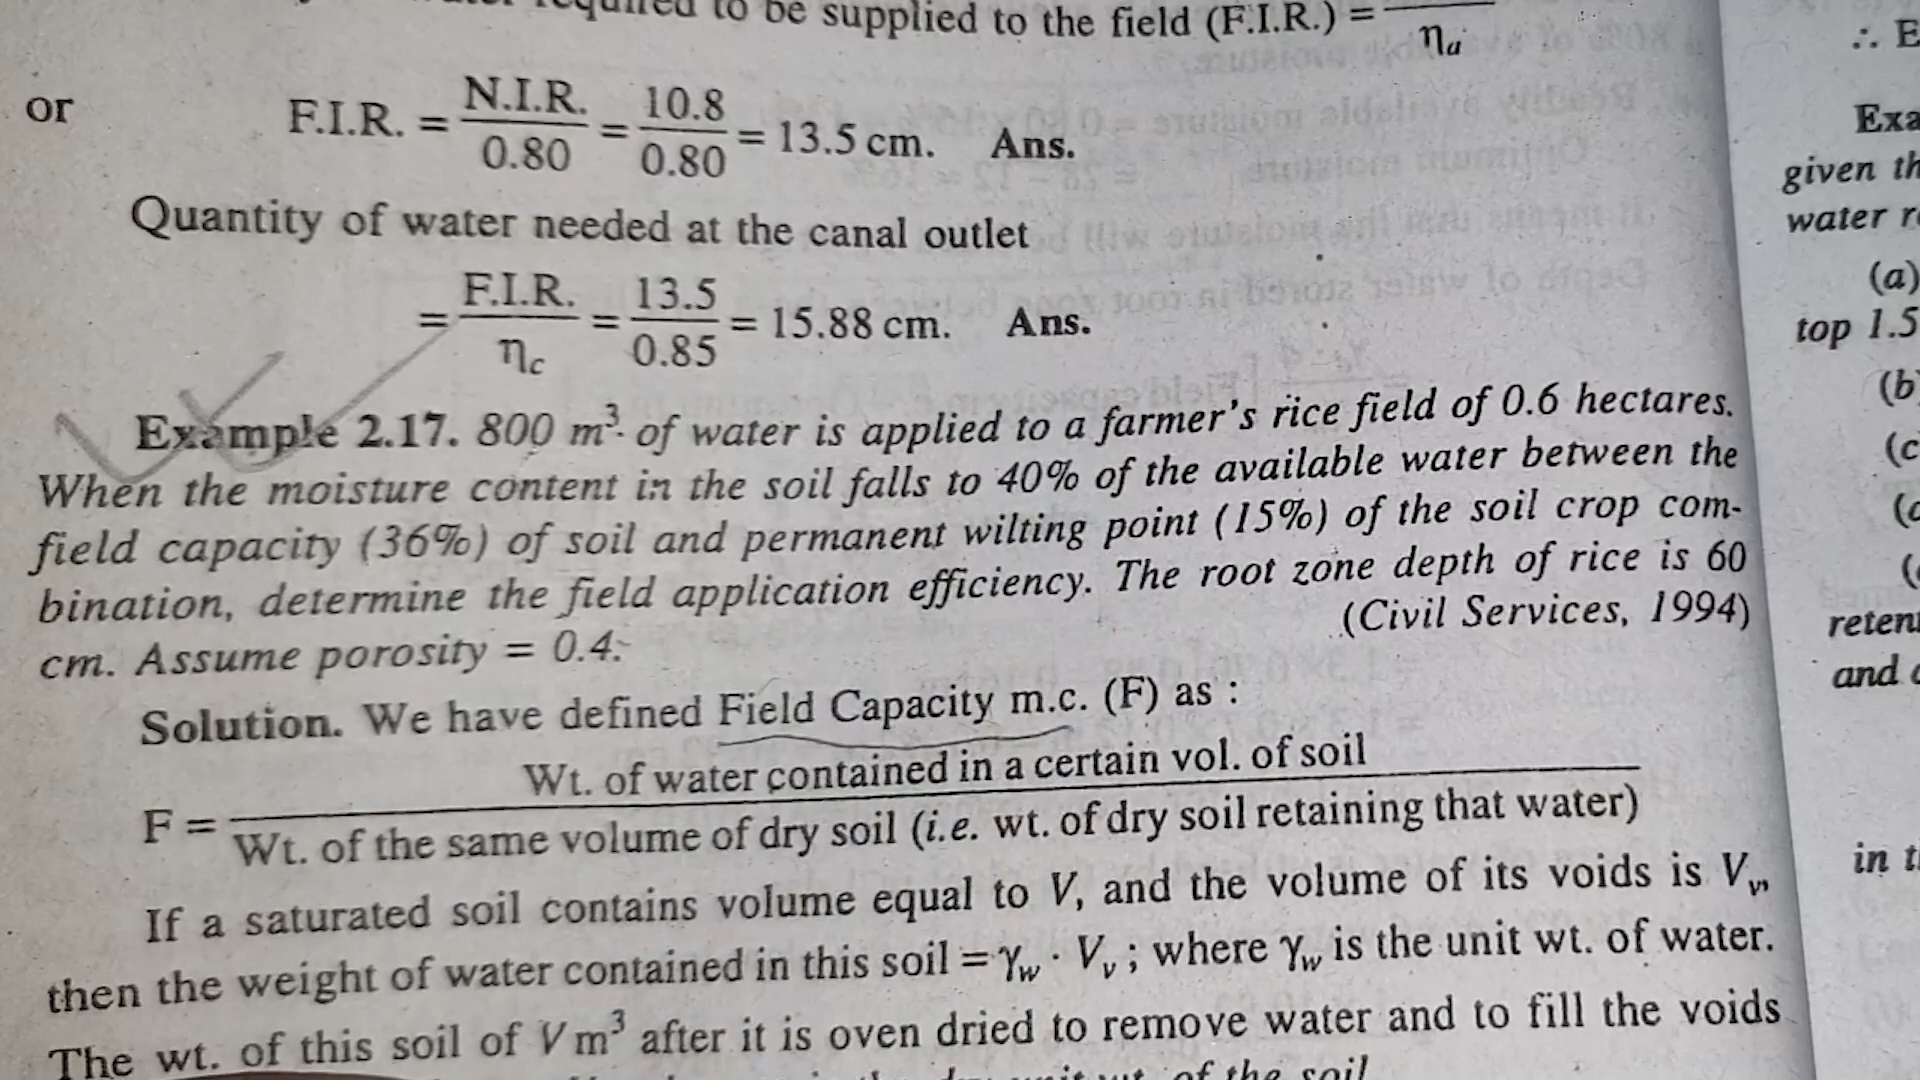 required to be supplied to the field (F.I.R.) = ηa
or F.I.R. = N.I.R. / 0.80 = 10.8 / 0.80 = 13.5 cm. Ans.
Quantity of water needed at the canal outlet
= F.I.R. / ηc = 13.5 / 0.85 = 15.88 cm. Ans.
Example 2.17. 800 m³ of water is applied to a farmer's rice field of 0.6 hectares.
When the moisture content in the soil falls to 40% of the available water between the
field capacity (36%) of soil and permanent wilting point (15%) of the soil crop com-
bination, determine the field application efficiency. The root zone depth of rice is 60
cm. Assume porosity = 0.4.
(Civil Services, 1994)
Solution. We have defined Field Capacity m.c. (F) as :
F = Wt. of water contained in a certain vol. of soil / Wt. of the same volume of dry soil (i.e. wt. of dry soil retaining that water)
If a saturated soil contains volume equal to V, and the volume of its voids is Vv,
then the weight of water contained in this soil = γw · Vv ; where γw is the unit wt. of water.
The wt. of this soil of V m³ after it is oven dried to remove water and to fill the voids
of the soil
∴ E
Exa
given th
water r
(a)
top 1.5
(b)
(c
(
(
reten
and
in t